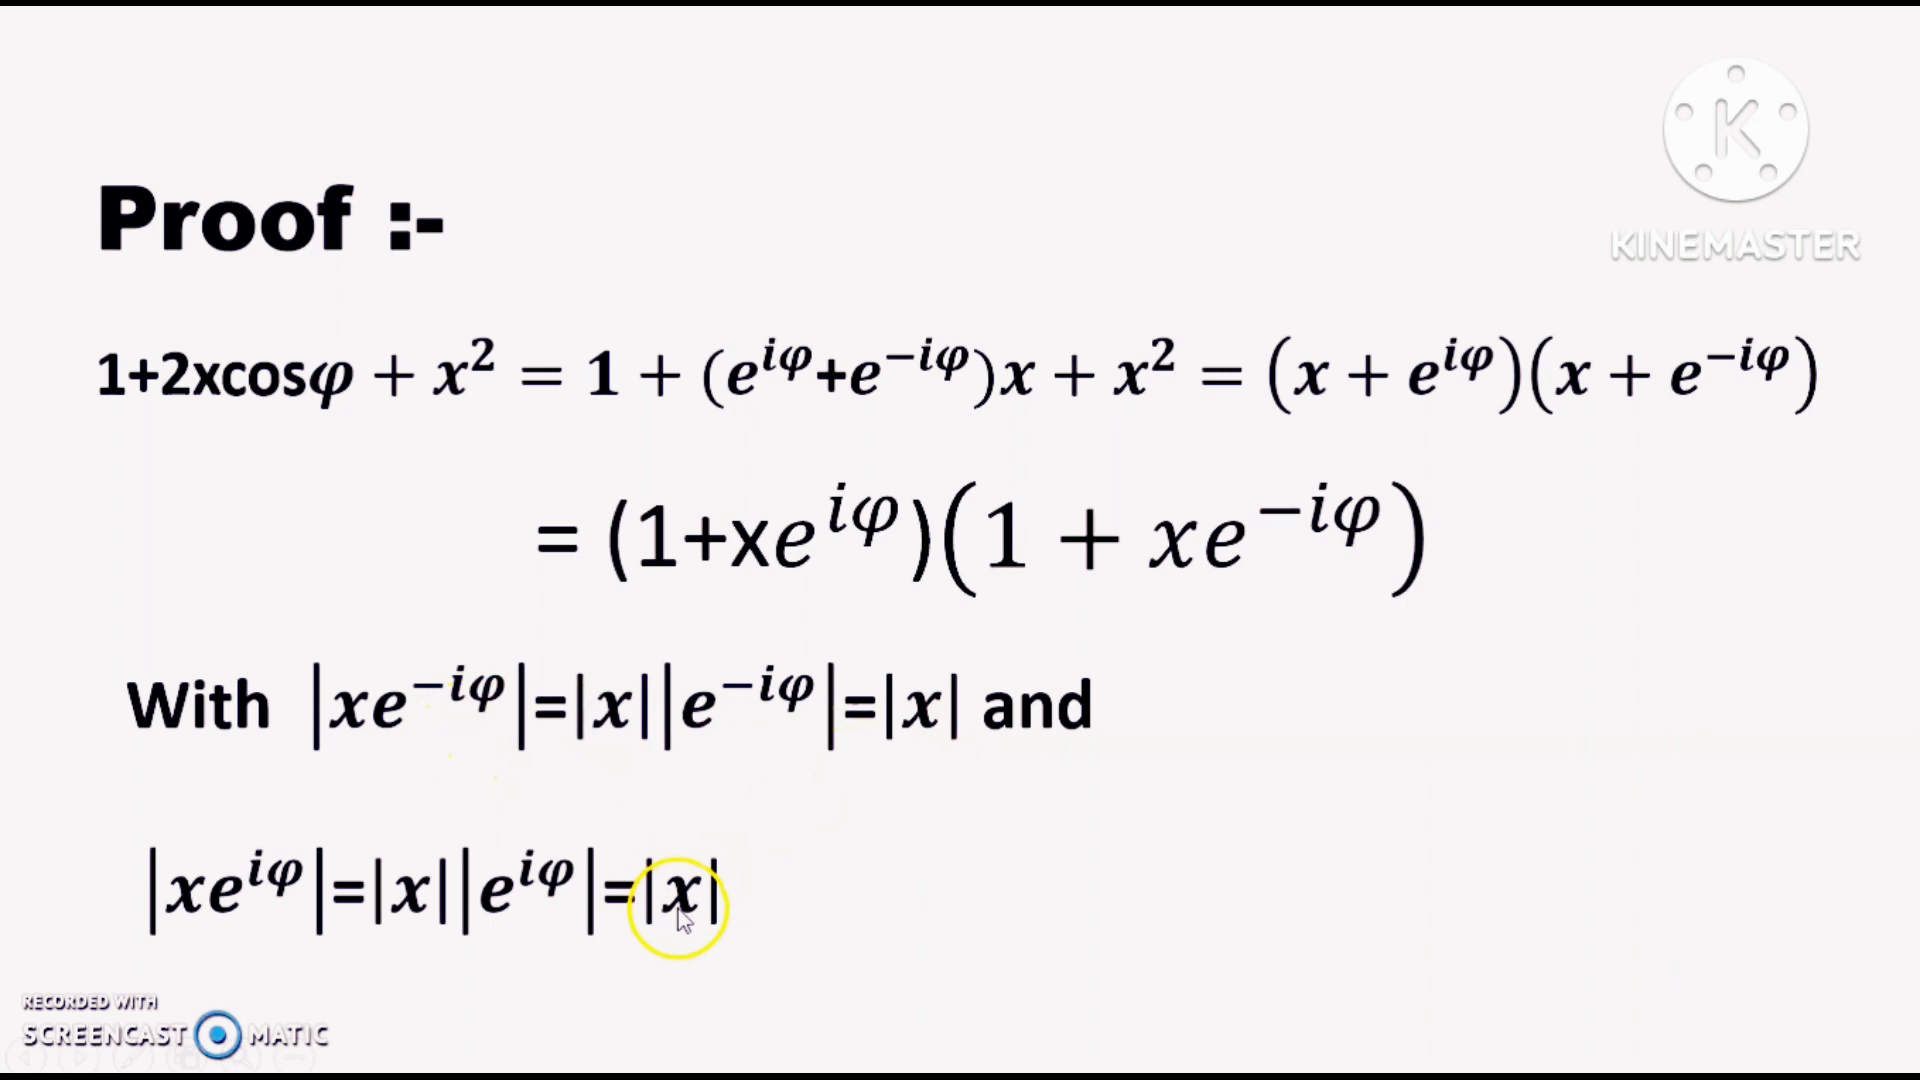 Proof :-
KINEMASTER
1+2xcosφ + x² = 1 + (e^{iφ}+e^{−iφ})x + x² = (x + e^{iφ})(x + e^{−iφ})
= (1+xe^{iφ})(1 + xe^{−iφ})
With |xe^{−iφ}|=|x||e^{−iφ}|=|x| and
|xe^{iφ}|=|x||e^{iφ}|=|x|
RECORDED WITH
SCREENCAST MATIC